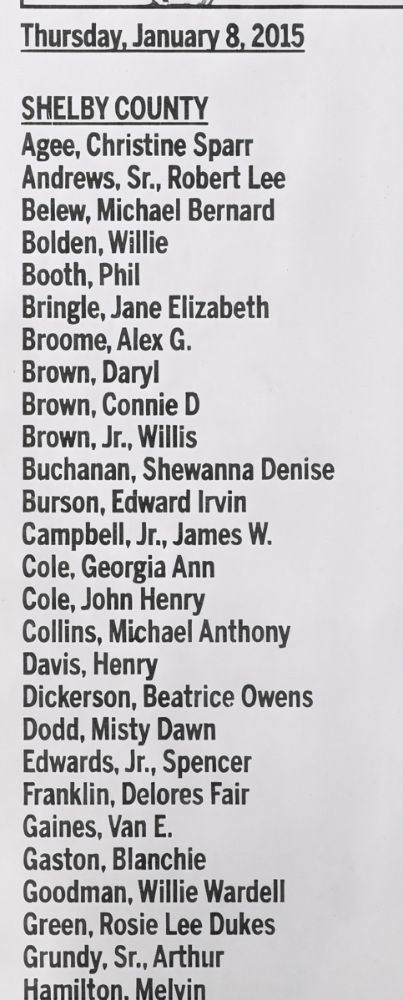 Thursday, January 8, 2015
SHELBY COUNTY
Agee, Christine Sparr
Andrews, Sr., Robert Lee
Belew, Michael Bernard
Bolden, Willie
Booth, Phil
Bringle, Jane Elizabeth
Broome, Alex G.
Brown, Daryl
Brown, Connie D
Brown, Jr., Willis
Buchanan, Shewanna Denise
Burson, Edward Irvin
Campbell, Jr., James W.
Cole, Georgia Ann
Cole, John Henry
Collins, Michael Anthony
Davis, Henry
Dickerson, Beatrice Owens
Dodd, Misty Dawn
Edwards, Jr., Spencer
Franklin, Delores Fair
Gaines, Van E.
Gaston, Blanchie
Goodman, Willie Wardell
Green, Rosie Lee Dukes
Grundy, Sr., Arthur
Hamilton, Melvin